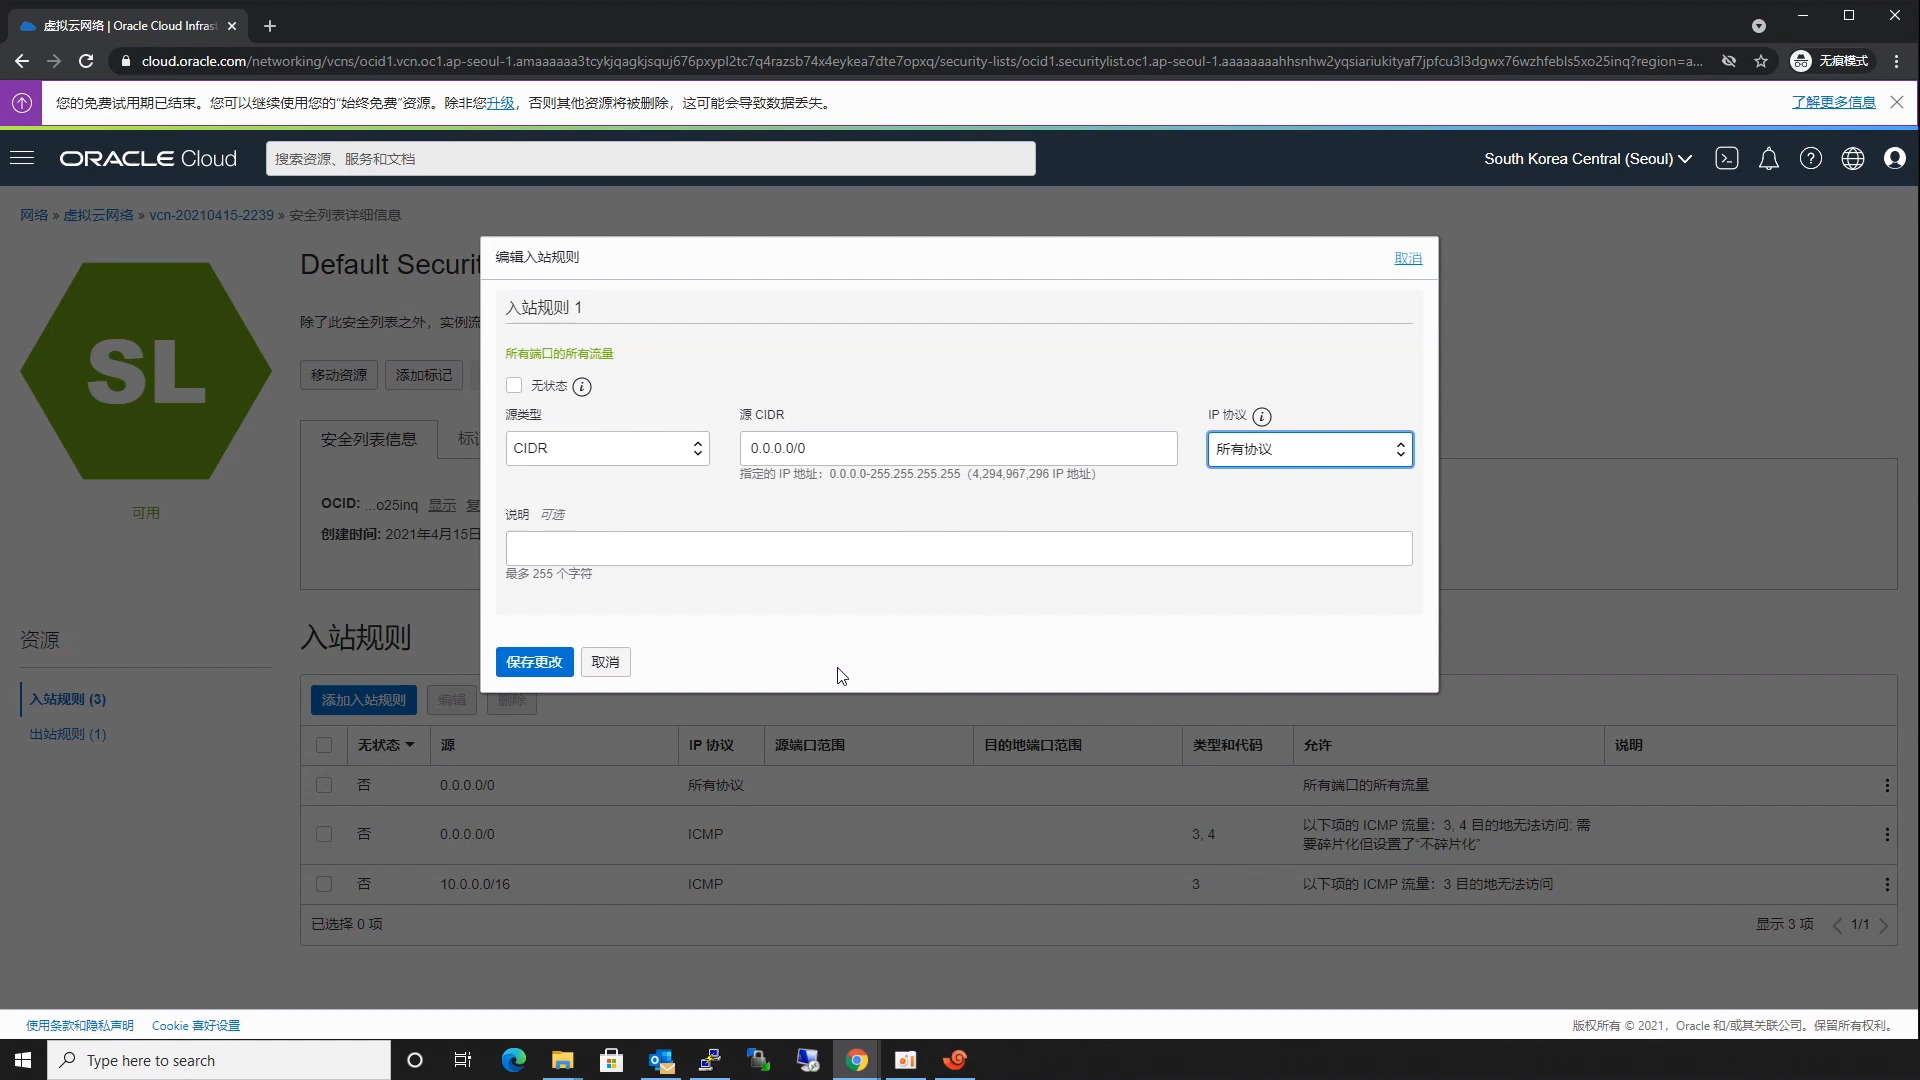 虚拟云网络 | Oracle Cloud Infrast
cloud.oracle.com/networking/vcns/ocid1.vcn.oc1.ap-seoul-1.amaaaaaa3tcykjqagkjsquj676pxypl2tc7q4razsb74x4eykea7dte7opxq/security-lists/ocid1.securitylist.oc1.ap-seoul-1.aaaaaaaahhsnhw2yqsiariukityaf7jpfcu3l3dgwx76wzhfebls5xo25inq?region=a...
无痕模式
您的免费试用期已结束。您可以继续使用您的“始终免费”资源。除非您升级，否则其他资源将被删除，这可能会导致数据丢失。
了解更多信息
ORACLE Cloud
搜索资源、服务和文档
South Korea Central (Seoul)
网络 » 虚拟云网络 » vcn-20210415-2239 » 安全列表详细信息
SL
可用
Default Securit
除了此安全列表之外，实例流
移动资源
添加标记
安全列表信息
OCID: ...o25inq 显示
创建时间: 2021年4月15日
编辑入站规则
取消
入站规则 1
所有端口的所有流量
无状态
源类型
源 CIDR
IP 协议
CIDR
0.0.0.0/0
所有协议
指定的 IP 地址：0.0.0.0-255.255.255.255（4,294,967,296 IP 地址）
说明 可选
最多 255 个字符
保存更改
取消
资源
入站规则 (3)
出站规则 (1)
入站规则
添加入站规则
编辑
删除
无状态 源 IP 协议 源端口范围 目的地端口范围 类型和代码 允许 说明
否 0.0.0.0/0 所有协议 所有端口的所有流量
否 0.0.0.0/0 ICMP 3, 4 以下项的 ICMP 流量：3, 4 目的地无法访问: 需
要碎片化但设置了“不碎片化”
否 10.0.0.0/16 ICMP 3 以下项的 ICMP 流量：3 目的地无法访问
已选择 0 项
显示 3 项
1/1
使用条款和隐私声明
Cookie 喜好设置
版权所有 © 2021，Oracle 和/或其关联公司。保留所有权利。
Type here to search